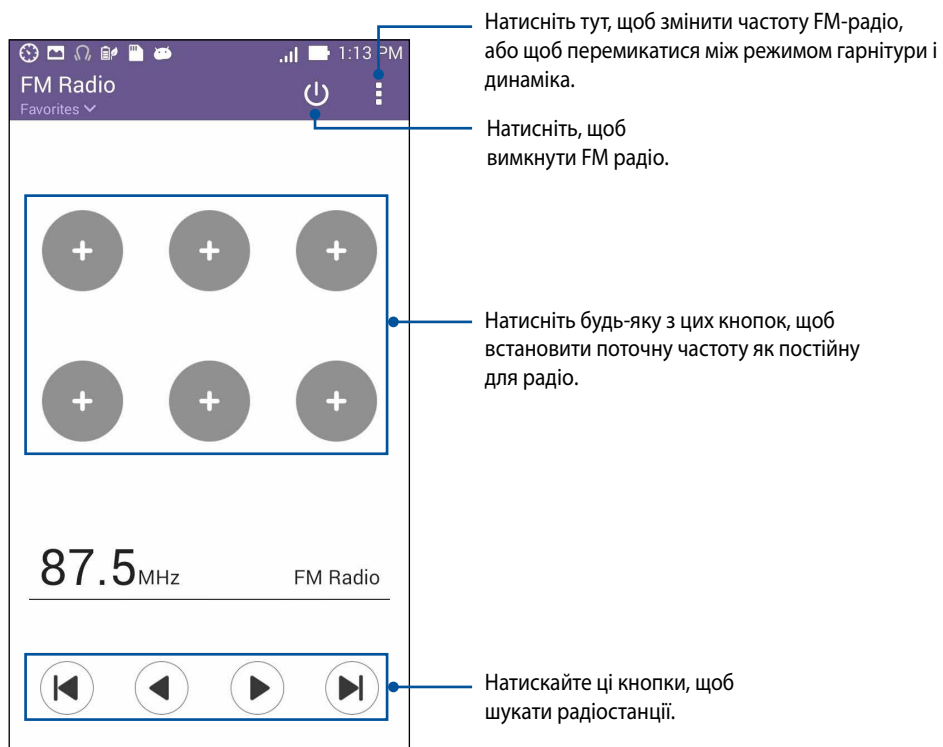 Натисніть тут, щоб змінити частоту FM-радіо,
або щоб перемикатися між режимом гарнітури і
динаміка.
1:13 PM
FM Radio
Favorites
Натисніть, щоб
вимкнути FM радіо.
Натисніть будь-яку з цих кнопок, щоб
встановити поточну частоту як постійну
для радіо.
87.5MHz FM Radio
Натискайте ці кнопки, щоб
шукати радіостанції.